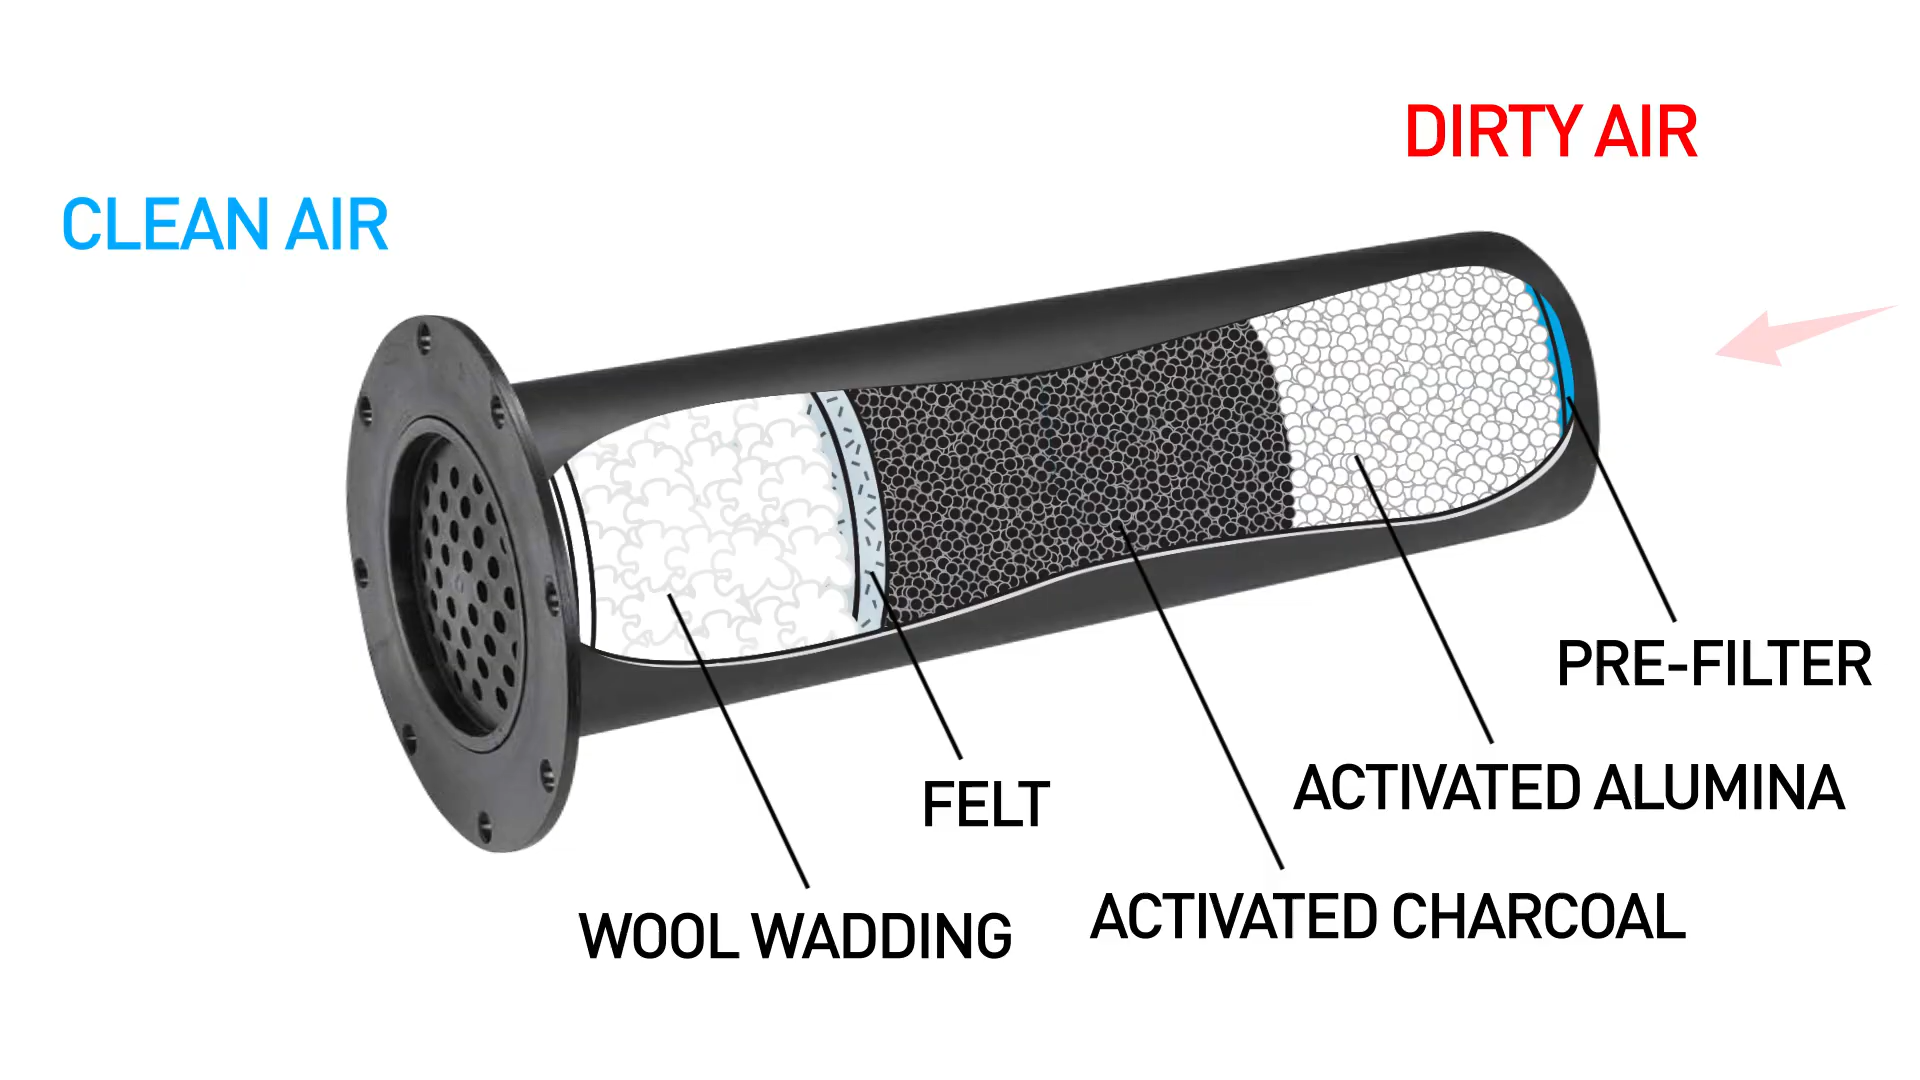 DIRTY AIR
CLEAN AIR
PRE-FILTER
ACTIVATED ALUMINA
FELT
ACTIVATED CHARCOAL
WOOL WADDING